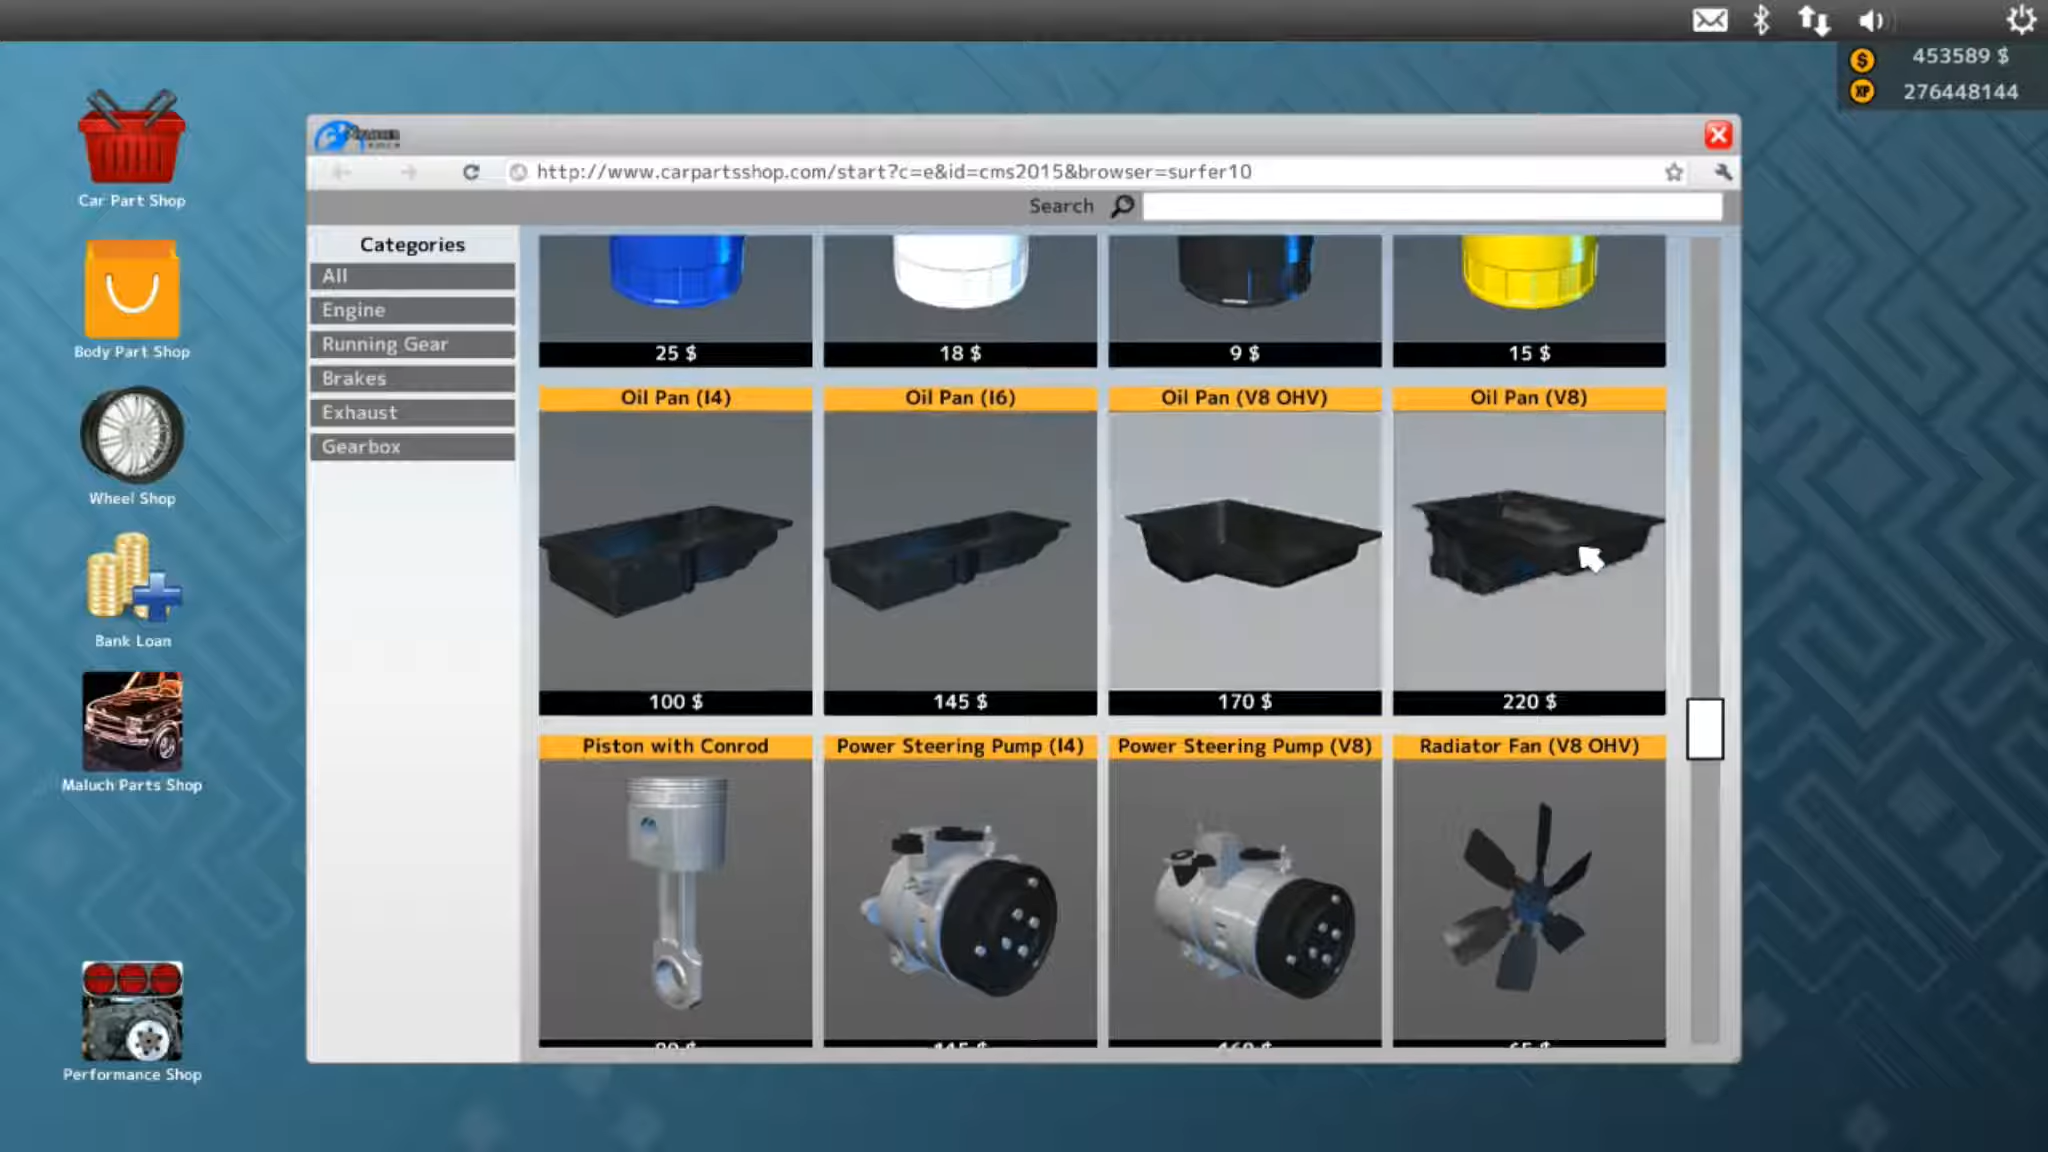 453589 $
276448144
http://www.carpartsshop.com/start?c=e&id=cms2015&browser=surfer10
Search
Car Part Shop
Body Part Shop
Wheel Shop
Bank Loan
Maluch Parts Shop
Performance Shop
Categories
All
Engine
Running Gear
Brakes
Exhaust
Gearbox
25 $ 18 $ 9 $ 15 $
Oil Pan (I4) Oil Pan (I6) Oil Pan (V8 OHV) Oil Pan (V8)
100 $ 145 $ 170 $ 220 $
Piston with Conrod Power Steering Pump (I4) Power Steering Pump (V8) Radiator Fan (V8 OHV)